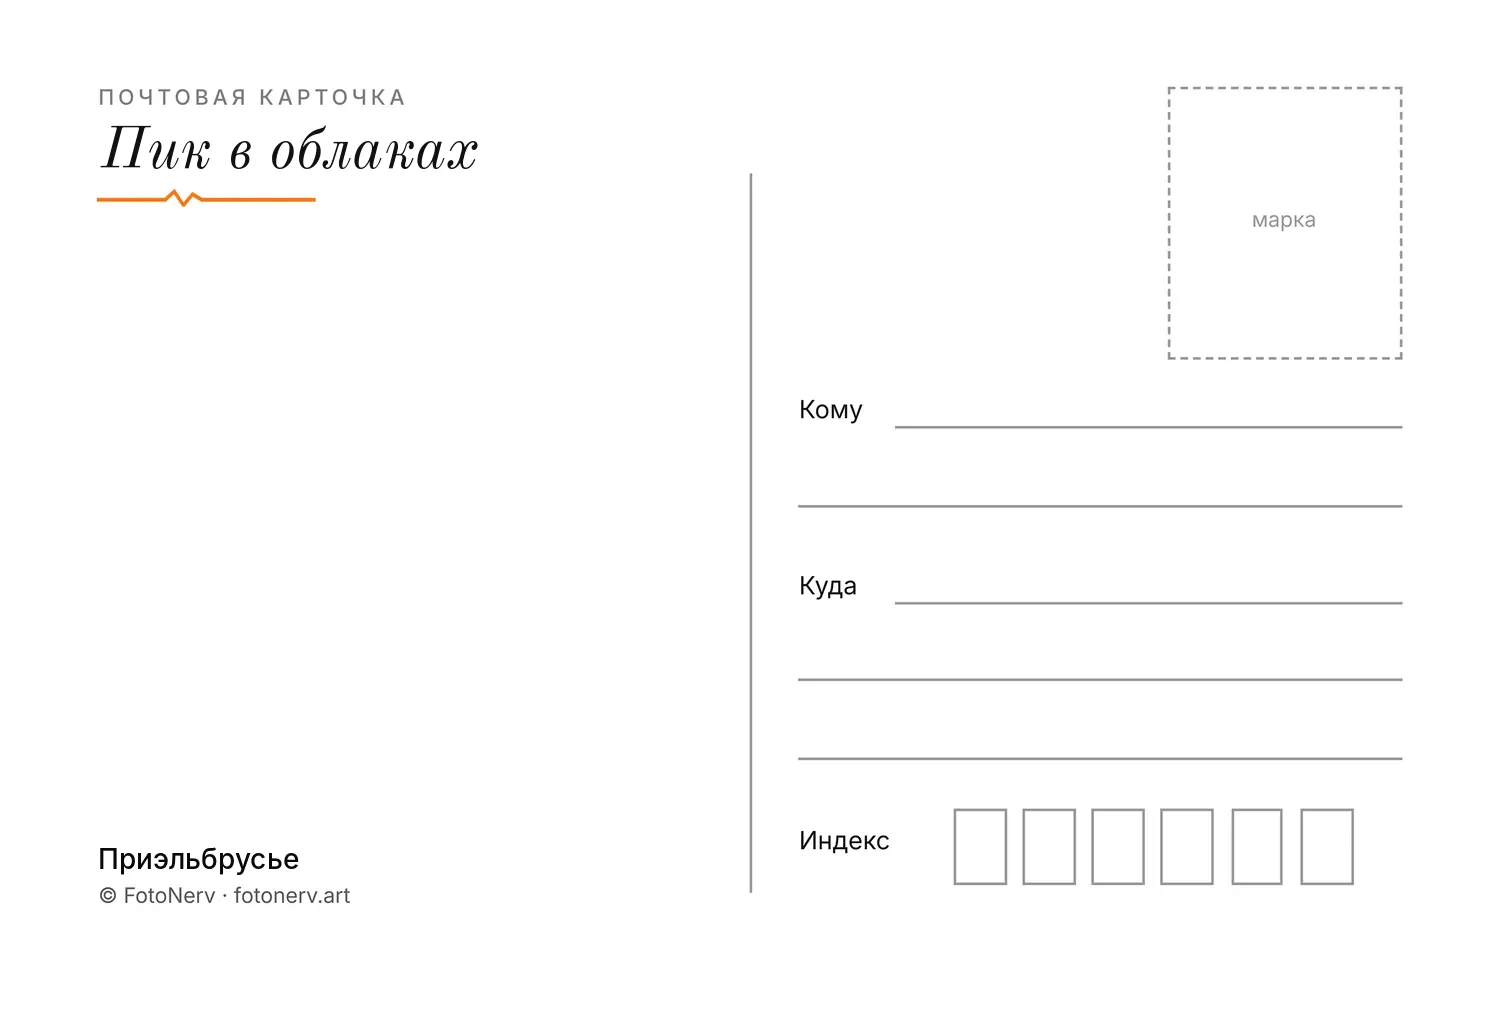 ПОЧТОВАЯ КАРТОЧКА
Пик в облаках
марка
Кому
Куда
Индекс
Приэльбрусье
© FotoNerv · fotonerv.art